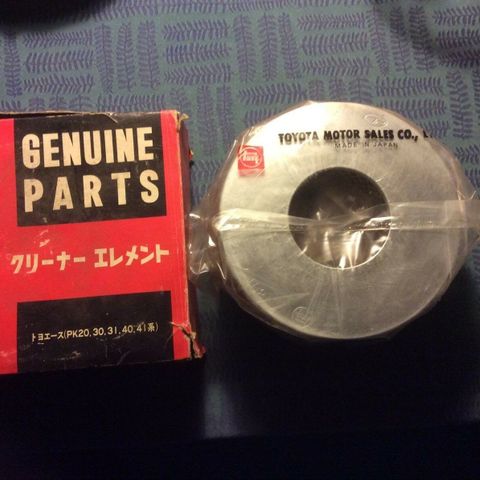 GENUINE
PARTS
クリーナー エレメント
トヨエース(PK20,30,31,40,41系)
TOYOTA MOTOR SALES CO.,
MADE IN JAPAN